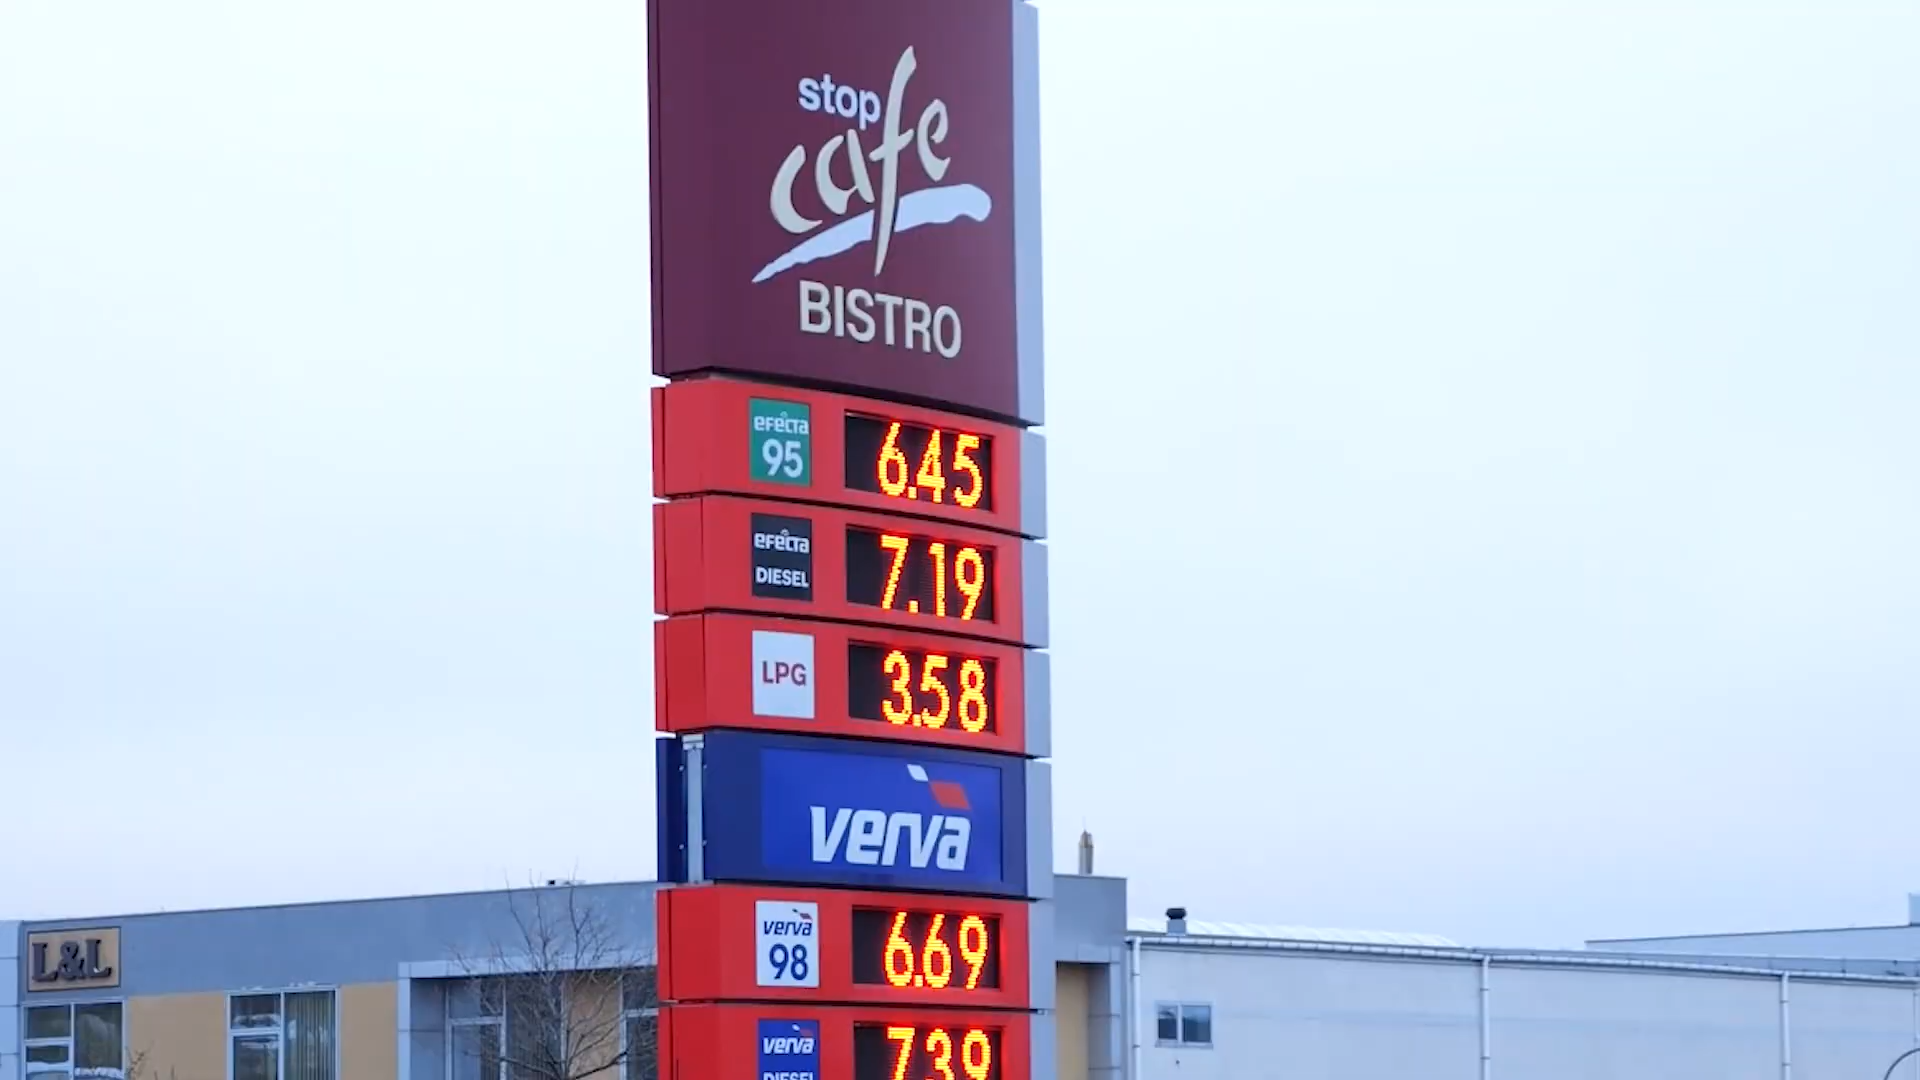 stop
cafe
BISTRO
EFECTA
95
6.45
EFECTA
DIESEL
7.19
LPG
3.58
verva
verva
98
6.69
verva
DIESEL
7.39
L&L